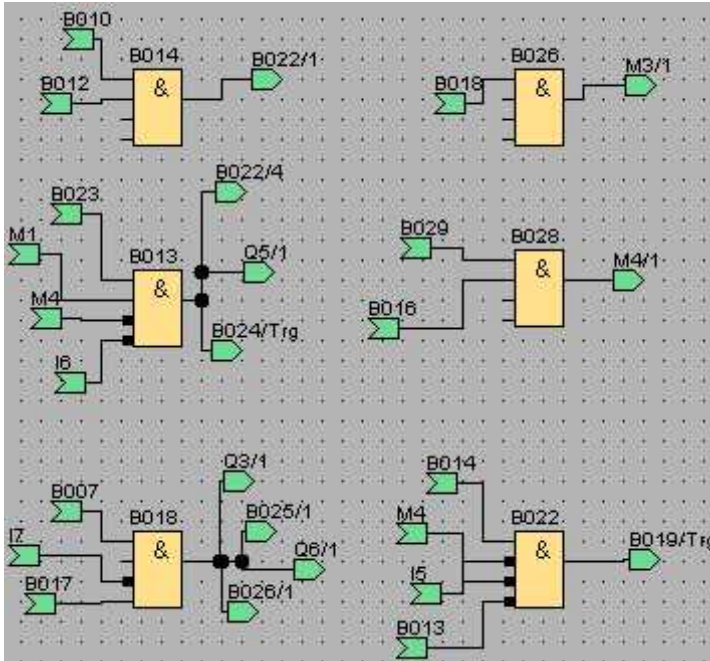 B010
B014
B022/1
B012
&
B026
M3/1
B018
&
B022/4
B023
M1
B013
Q5/1
&
M4
B024/Trg
I6
B029
B028
M4/1
&
B016
Q3/1
B007
B018
B025/1
I7
&
Q6/1
B017
B026/1
B014
M4
B022
B019/Trg
&
I5
B013